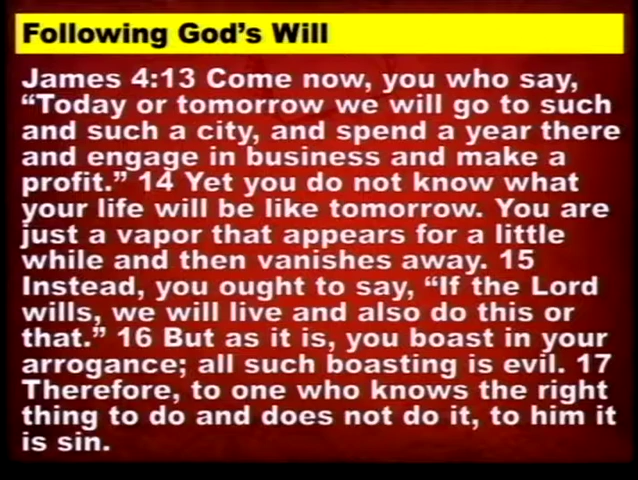 Following God's Will
James 4:13 Come now, you who say,
“Today or tomorrow we will go to such
and such a city, and spend a year there
and engage in business and make a
profit.” 14 Yet you do not know what
your life will be like tomorrow. You are
just a vapor that appears for a little
while and then vanishes away. 15
Instead, you ought to say, “If the Lord
wills, we will live and also do this or
that.” 16 But as it is, you boast in your
arrogance; all such boasting is evil. 17
Therefore, to one who knows the right
thing to do and does not do it, to him it
is sin.